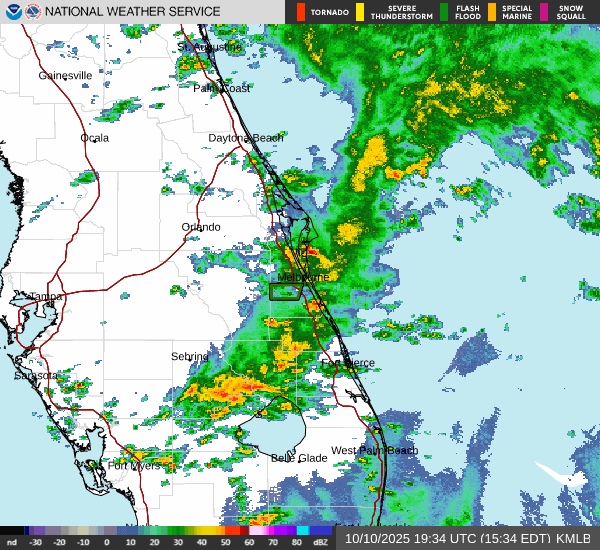 NATIONAL WEATHER SERVICE
TORNADO
SEVERE THUNDERSTORM
FLASH FLOOD
SPECIAL MARINE
SNOW SQUALL
St. Augustine
Gainesville
Palm Coast
Ocala
Daytona Beach
Orlando
Melbourne
Tampa
Sebring
Fort Pierce
Sarasota
West Palm Beach
Belle Glade
Fort Myers
nd -20 -10 0 10 20 30 40 50 60 70 80 dBZ
10/10/2025 19:34 UTC (15:34 EDT) KMLB